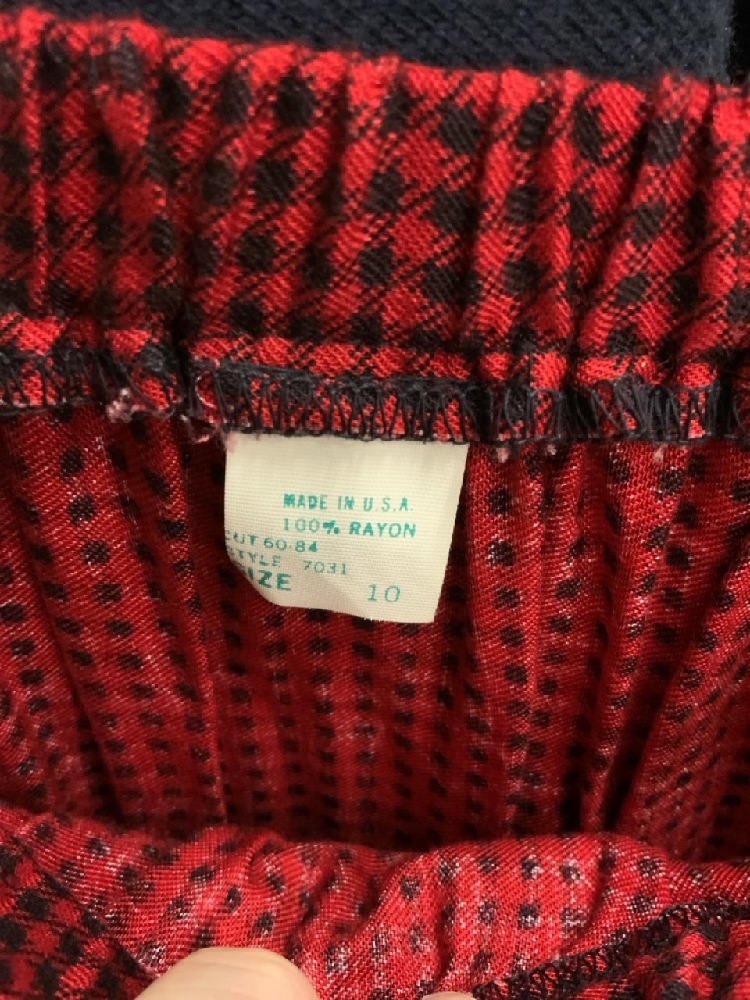 MADE IN U.S.A.
100% RAYON
CUT 60-84
STYLE 7031
SIZE 10